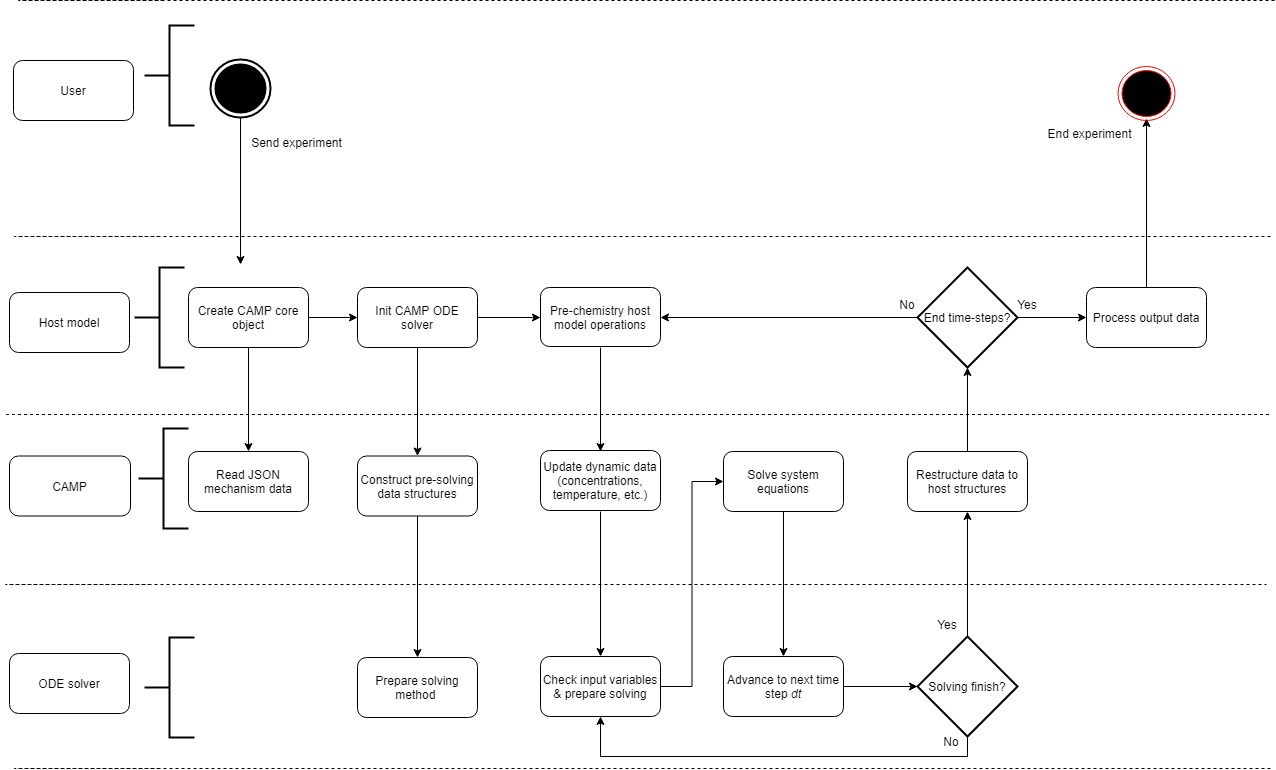 User
Send experiment
End experiment
Host model
Create CAMP core
object
Init CAMP ODE
solver
Pre-chemistry host
model operations
No
End time-steps?
Yes
Process output data
CAMP
Read JSON
mechanism data
Construct pre-solving
data structures
Update dynamic data
(concentrations,
temperature, etc.)
Solve system
equations
Restructure data to
host structures
ODE solver
Prepare solving
method
Check input variables
& prepare solving
Advance to next time
step dt
Yes
Solving finish?
No